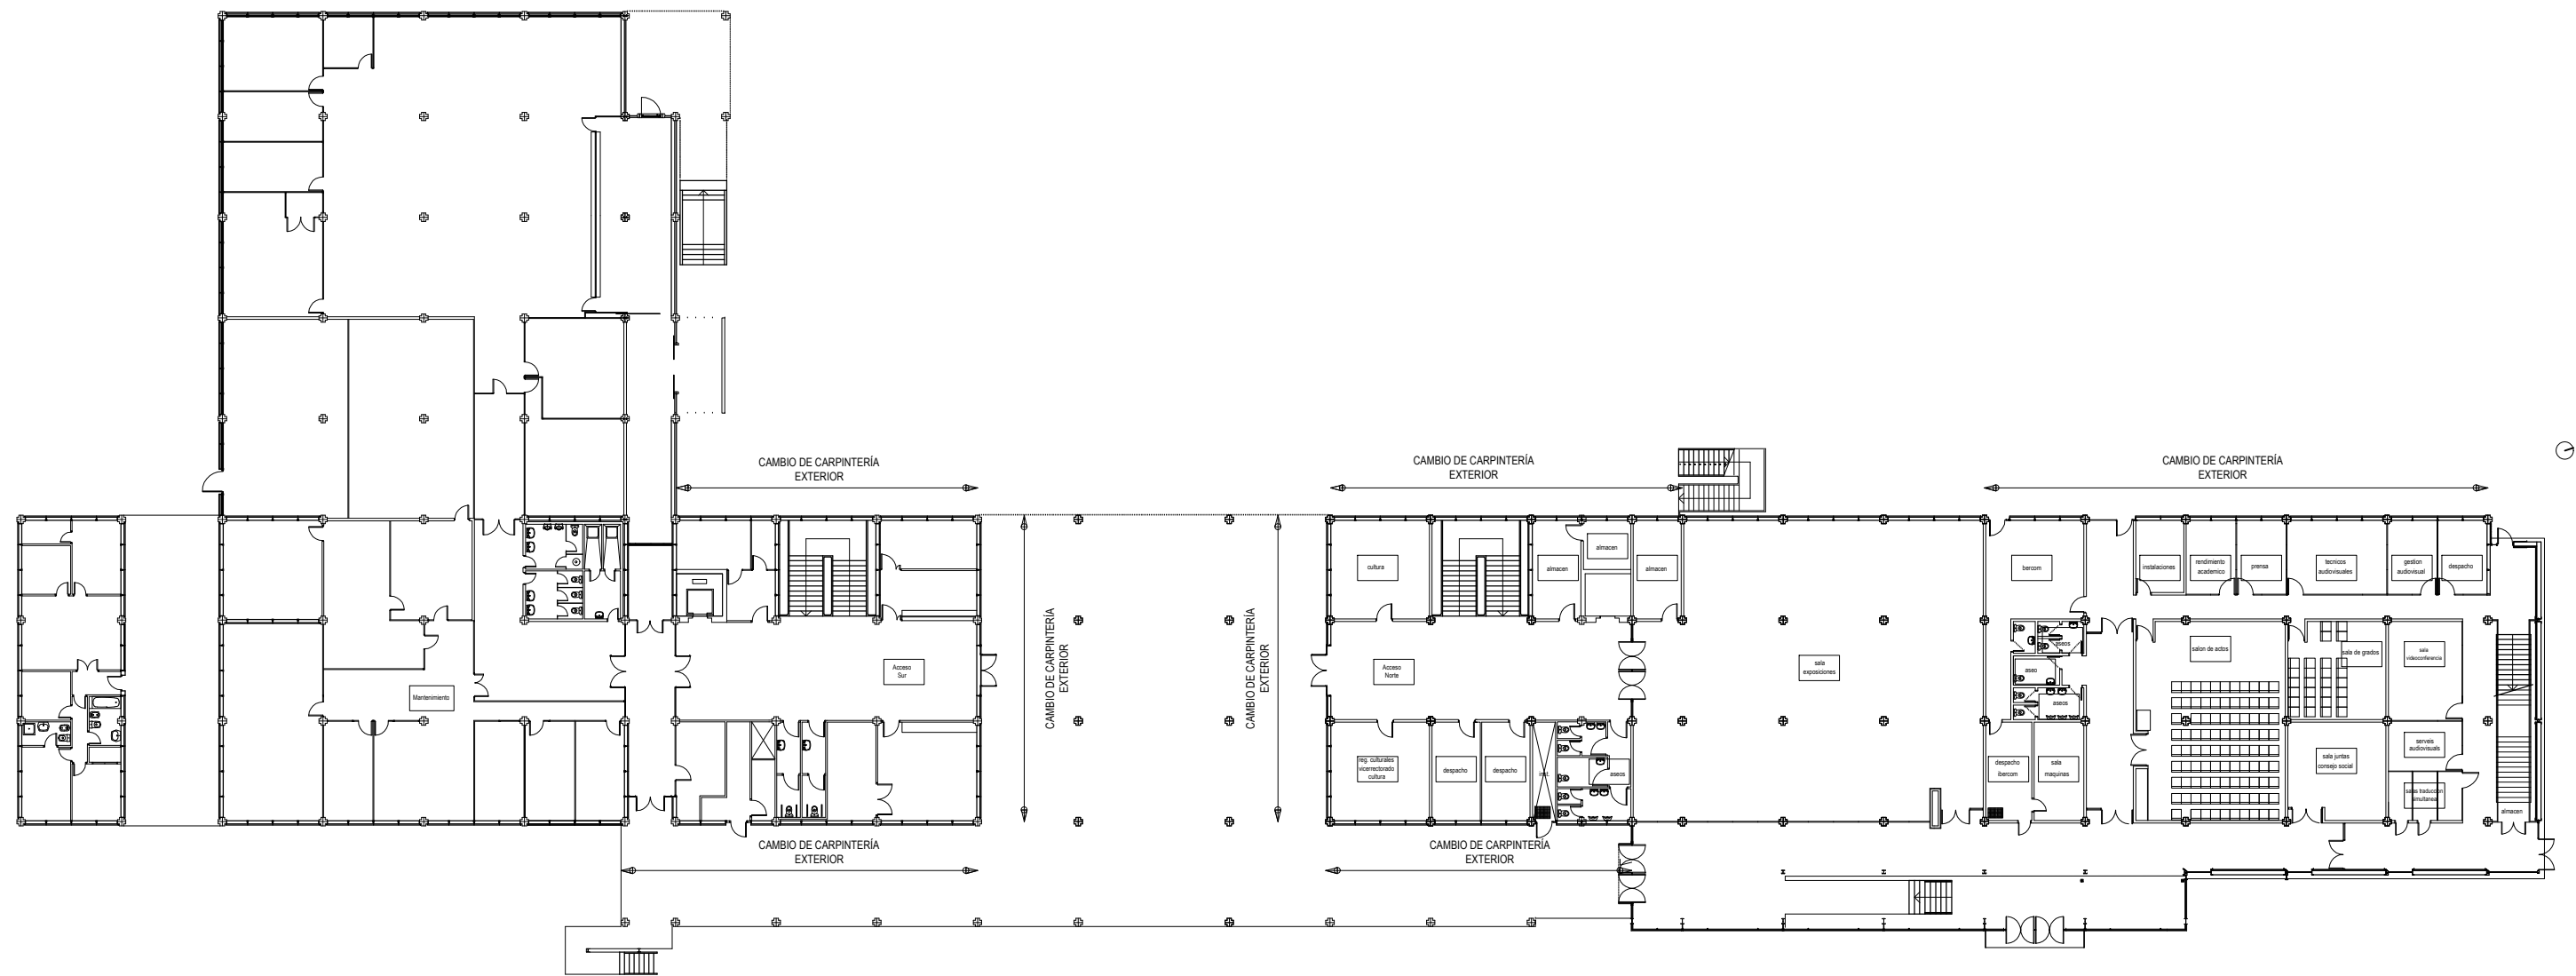 CAMBIO DE CARPINTERÍA
EXTERIOR
CAMBIO DE CARPINTERÍA
EXTERIOR
CAMBIO DE CARPINTERÍA
EXTERIOR
almacen
cultura
almacen
almacen
bercom
instalaciones
rendimiento
academico
prensa
tecnicos
audiovisuales
gestion
audiovisual
despacho
CAMBIO DE CARPINTERÍA
EXTERIOR
CAMBIO DE CARPINTERÍA
EXTERIOR
aseos
salon de actos
sala de grados
sala
videoconferencia
Acceso
Sur
Acceso
Norte
sala
exposiciones
aseo
Mantenimiento
aseos
serveis
audiovisuals
reg. culturales
vicerrectorado
cultura
despacho
despacho
inst.
aseos
despacho
ibercom
sala
maquinas
sala juntas
consejo social
salas traduccion
simultanea
almacen
CAMBIO DE CARPINTERÍA
EXTERIOR
CAMBIO DE CARPINTERÍA
EXTERIOR